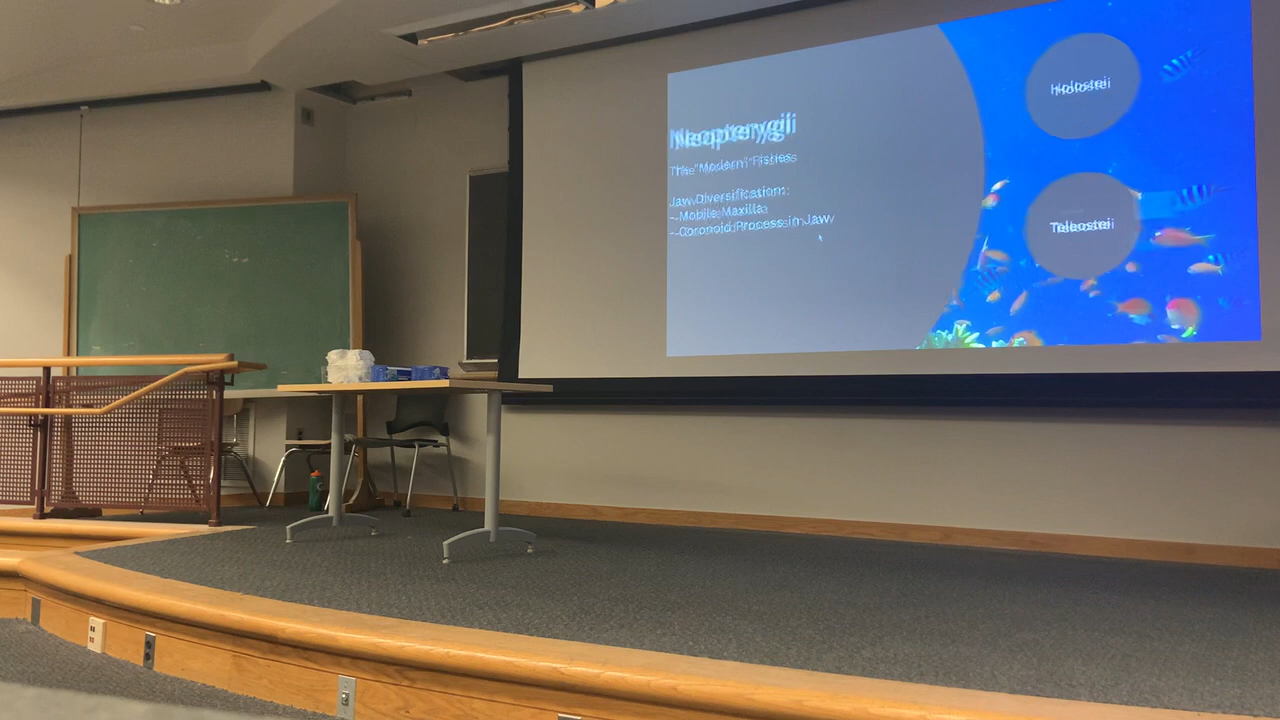 Neopterygii
The "Modern" Fishes
Jaw Diversification:
- Mobile Maxilla
- Coronoid Process in Jaw
Holostei
Teleostei